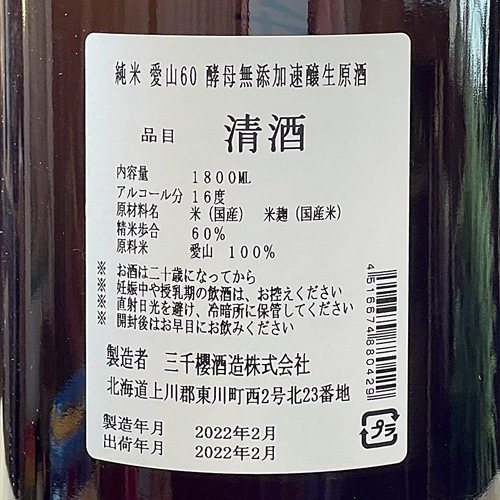 純米 愛山60 酵母無添加速醸生原酒
品目 清酒
内容量 1800ML
アルコール分 16度
原材料名 米（国産） 米麹（国産米）
精米歩合 60%
原料米 愛山 100%
※ お酒は二十歳になってから
※ 妊娠中や授乳期の飲酒は、お控えください
※ 直射日光を避け、冷暗所に保管してください
※ 開封後はお早目にお飲みください
製造者 三千櫻酒造株式会社
北海道上川郡東川町西2号北23番地
製造年月 2022年2月
出荷年月 2022年2月
4516674880429
プラ